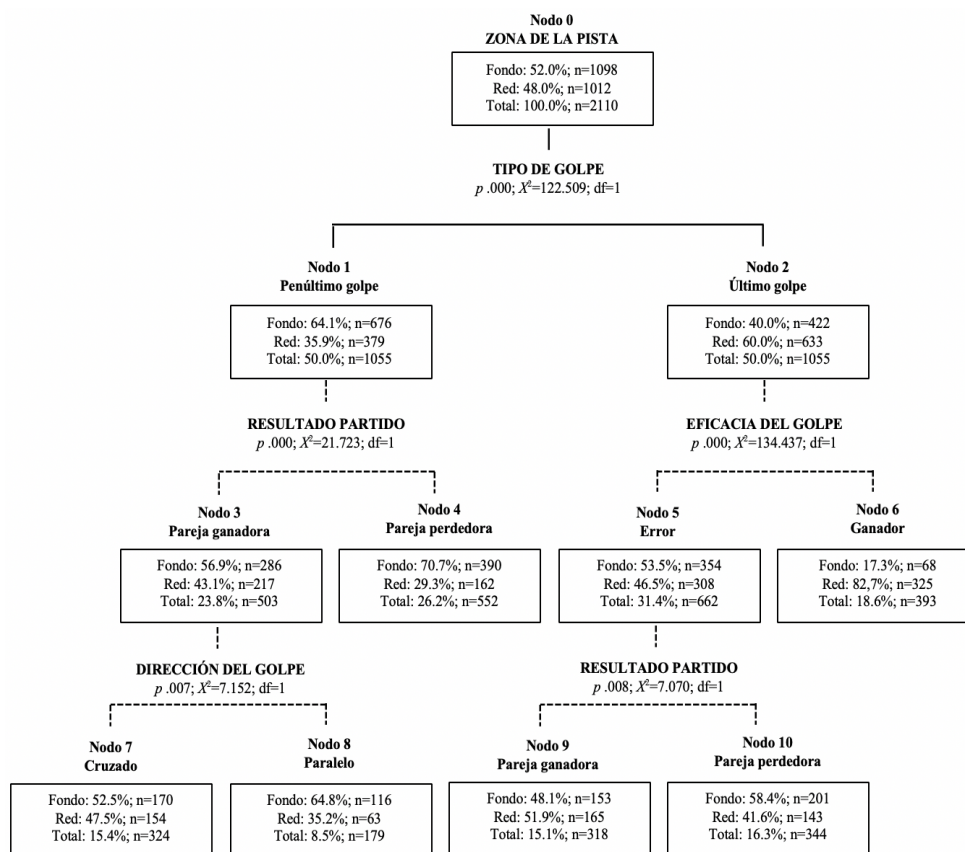 Nodo 0
ZONA DE LA PISTA
Fondo: 52.0%; n=1098
Red: 48.0%; n=1012
Total: 100.0%; n=2110
TIPO DE GOLPE
p .000; X²=122.509; df=1
Nodo 1
Penúltimo golpe
Fondo: 64.1%; n=676
Red: 35.9%; n=379
Total: 50.0%; n=1055
Nodo 2
Último golpe
Fondo: 40.0%; n=422
Red: 60.0%; n=633
Total: 50.0%; n=1055
RESULTADO PARTIDO
p .000; X²=21.723; df=1
EFICACIA DEL GOLPE
p .000; X²=134.437; df=1
Nodo 3
Pareja ganadora
Fondo: 56.9%; n=286
Red: 43.1%; n=217
Total: 23.8%; n=503
Nodo 4
Pareja perdedora
Fondo: 70.7%; n=390
Red: 29.3%; n=162
Total: 26.2%; n=552
Nodo 5
Error
Fondo: 53.5%; n=354
Red: 46.5%; n=308
Total: 31.4%; n=662
Nodo 6
Ganador
Fondo: 17.3%; n=68
Red: 82,7%; n=325
Total: 18.6%; n=393
DIRECCIÓN DEL GOLPE
p .007; X²=7.152; df=1
RESULTADO PARTIDO
p .008; X²=7.070; df=1
Nodo 7
Cruzado
Fondo: 52.5%; n=170
Red: 47.5%; n=154
Total: 15.4%; n=324
Nodo 8
Paralelo
Fondo: 64.8%; n=116
Red: 35.2%; n=63
Total: 8.5%; n=179
Nodo 9
Pareja ganadora
Fondo: 48.1%; n=153
Red: 51.9%; n=165
Total: 15.1%; n=318
Nodo 10
Pareja perdedora
Fondo: 58.4%; n=201
Red: 41.6%; n=143
Total: 16.3%; n=344